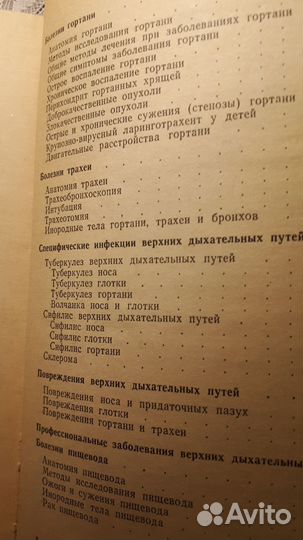 Болезни гортани
Анатомия гортани
Методы исследования гортани
Общие методы лечения при заболеваниях гортани
Общие симптомы заболевания гортани
Острое воспаление гортани
Хроническое воспаление гортани
Перихондрит гортанных хрящей
Доброкачественные опухоли
Злокачественные опухоли
Острые и хронические сужения (стенозы) гортани
Крупозно-вирусный ларинготрахеит у детей
Двигательные расстройства гортани
Болезни трахеи
Анатомия трахеи
Трахеобронхоскопия
Интубация
Трахеотомия
Инородные тела гортани, трахеи и бронхов
Специфические инфекции верхних дыхательных путей
Туберкулез верхних дыхательных путей
Туберкулез носа
Туберкулез глотки
Туберкулез гортани
Волчанка носа и глотки
Сифилис верхних дыхательных путей
Сифилис носа
Сифилис глотки
Сифилис гортани
Склерома
Повреждения верхних дыхательных путей
Повреждения носа и придаточных пазух
Повреждения глотки
Повреждения гортани и трахеи
Профессиональные заболевания верхних дыхательны
Болезни пищевода
Анатомия пищевода
Методы исследования пищевода
Ожоги и сужения пищевода
Инородные тела пищевода
Рак пищевода
Avito